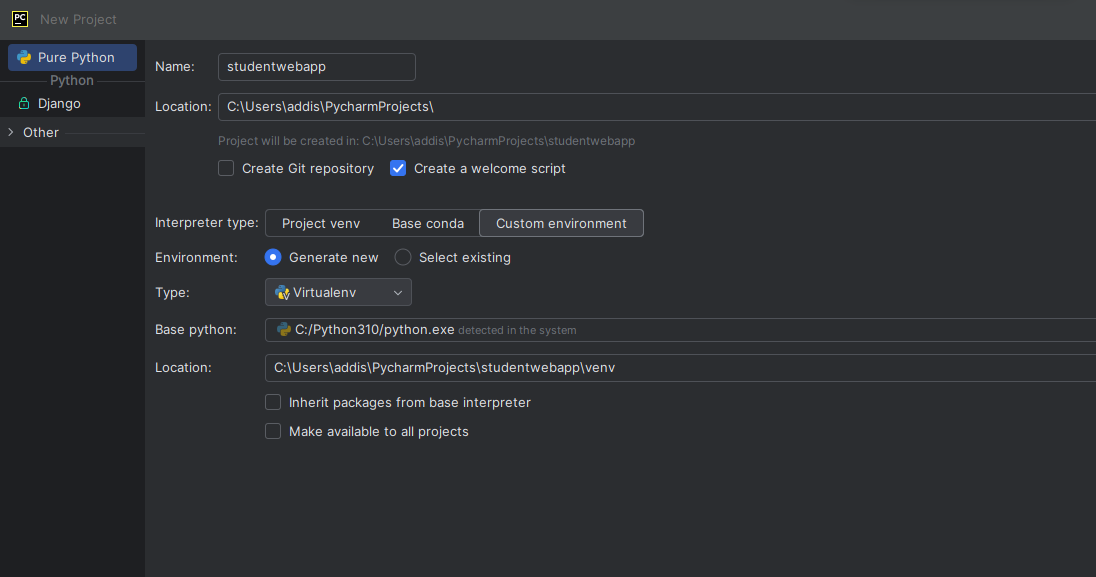 PC New Project
Pure Python
Python
Django
Other
Name: studentwebapp
Location: C:\Users\addis\PycharmProjects\
Project will be created in: C:\Users\addis\PycharmProjects\studentwebapp
Create Git repository Create a welcome script
Interpreter type: Project venv Base conda Custom environment
Environment: Generate new Select existing
Type: Virtualenv
Base python: C:/Python310/python.exe detected in the system
Location: C:\Users\addis\PycharmProjects\studentwebapp\venv
Inherit packages from base interpreter
Make available to all projects